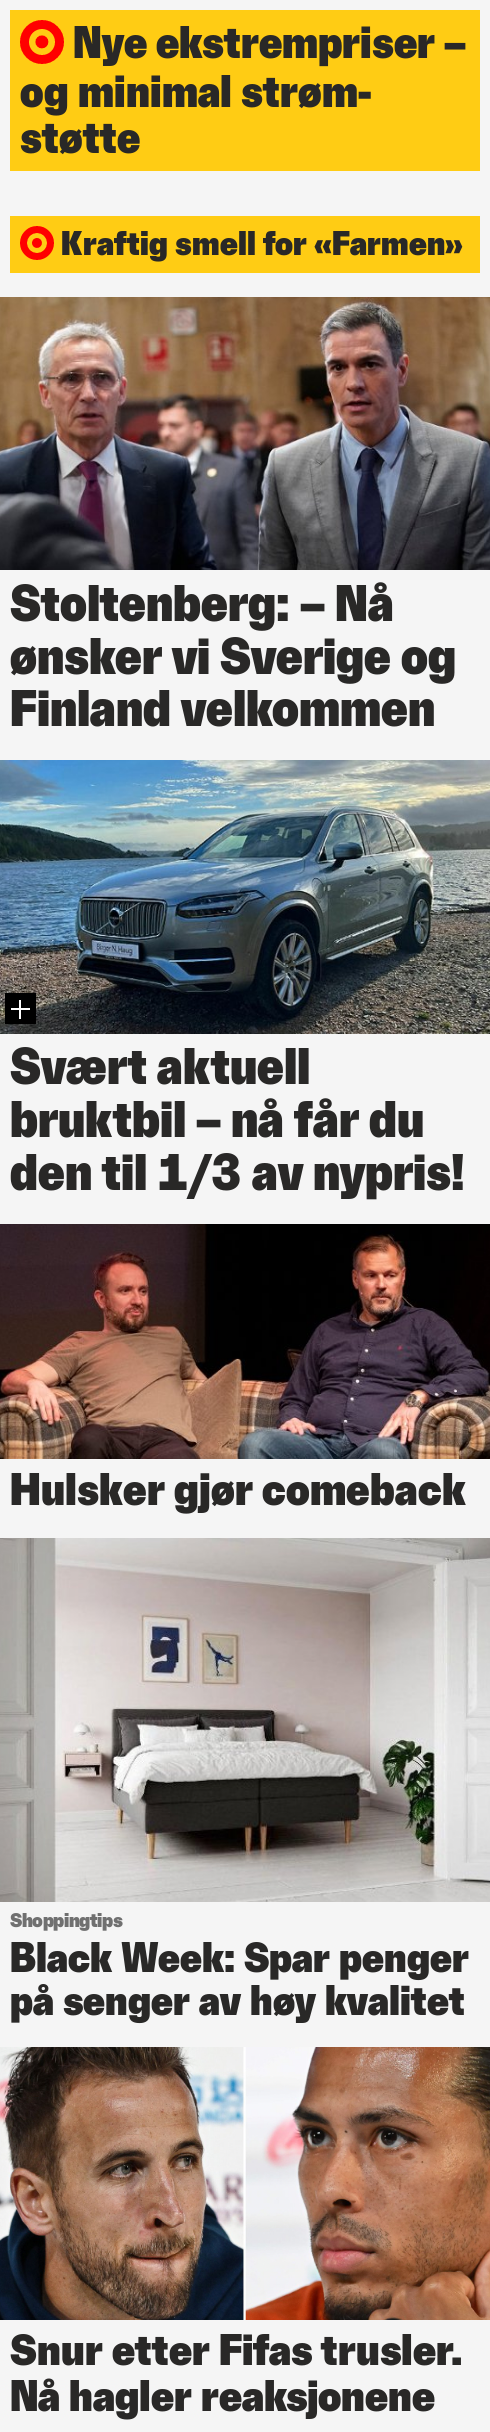 Nye ekstrempriser –
og minimal strøm-
støtte
Kraftig smell for «Farmen»
Stoltenberg: – Nå
ønsker vi Sverige og
Finland velkommen
Birger N. Haug
Svært aktuell
bruktbil – nå får du
den til 1/3 av nypris!
Hulsker gjør comeback
Shoppingtips
Black Week: Spar penger
på senger av høy kvalitet
Snur etter Fifas trusler.
Nå hagler reaksjonene